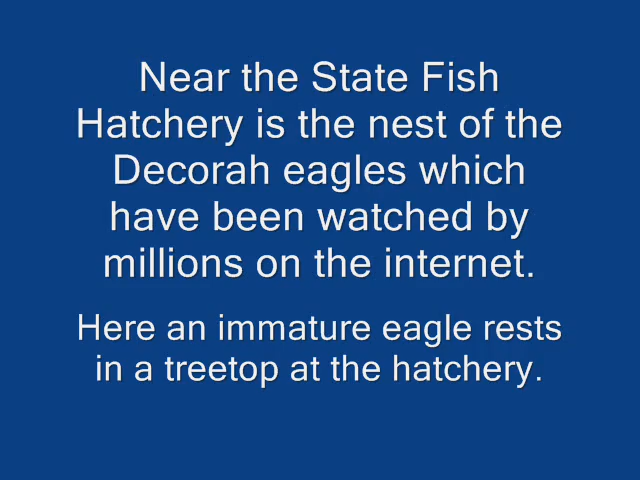 Near the State Fish
Hatchery is the nest of the
Decorah eagles which
have been watched by
millions on the internet.
Here an immature eagle rests
in a treetop at the hatchery.